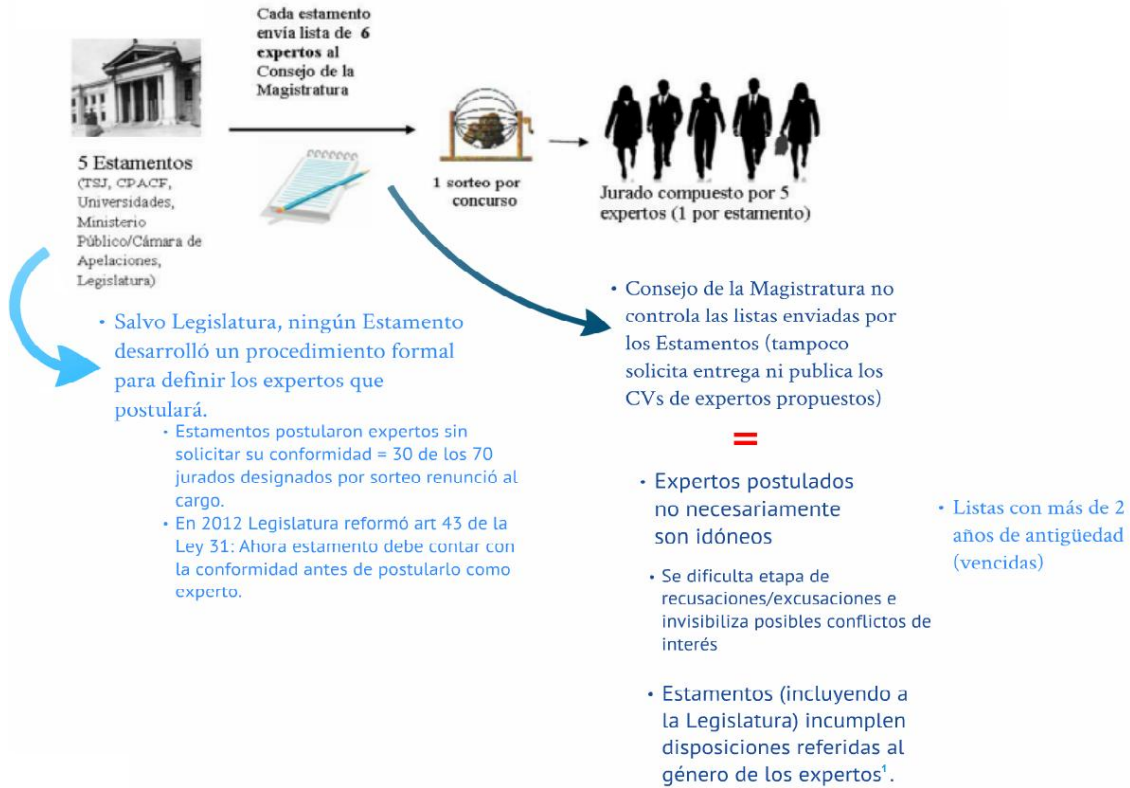 Cada estamento
envía lista de 6
expertos al
Consejo de la
Magistratura
5 Estamentos
(TSJ, CPACF,
Universidades,
Ministerio
Público/Cámara de
Apelaciones,
Legislatura)
1 sorteo por
concurso
Jurado compuesto por 5
expertos (1 por estamento)
• Salvo Legislatura, ningún Estamento
desarrolló un procedimiento formal
para definir los expertos que
postulará.
• Estamentos postularon expertos sin
solicitar su conformidad = 30 de los 70
jurados designados por sorteo renunció al
cargo.
• En 2012 Legislatura reformó art 43 de la
Ley 31: Ahora estamento debe contar con
la conformidad antes de postularlo como
experto.
• Consejo de la Magistratura no
controla las listas enviadas por
los Estamentos (tampoco
solicita entrega ni publica los
CVs de expertos propuestos)
=
• Expertos postulados
no necesariamente
son idóneos
• Se dificulta etapa de
recusaciones/excusaciones e
invisibiliza posibles conflictos de
interés
• Estamentos (incluyendo a
la Legislatura) incumplen
disposiciones referidas al
género de los expertos¹.
• Listas con más de 2
años de antigüedad
(vencidas)